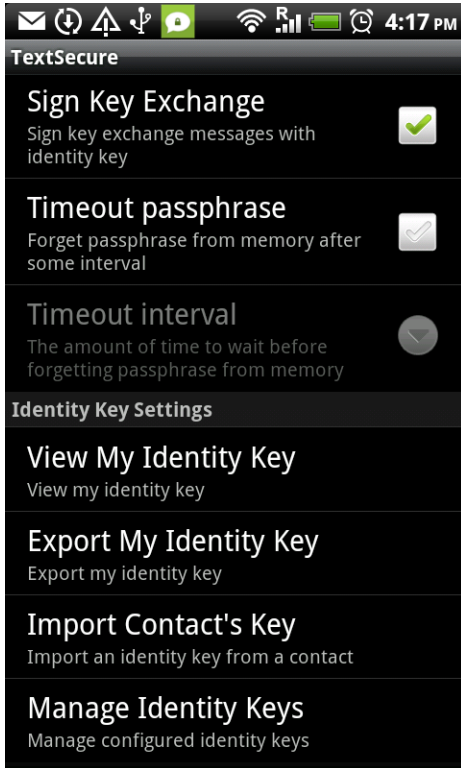 R
4:17 PM
TextSecure
Sign Key Exchange
Sign key exchange messages with
identity key
Timeout passphrase
Forget passphrase from memory after
some interval
Timeout interval
The amount of time to wait before
forgetting passphrase from memory
Identity Key Settings
View My Identity Key
View my identity key
Export My Identity Key
Export my identity key
Import Contact's Key
Import an identity key from a contact
Manage Identity Keys
Manage configured identity keys